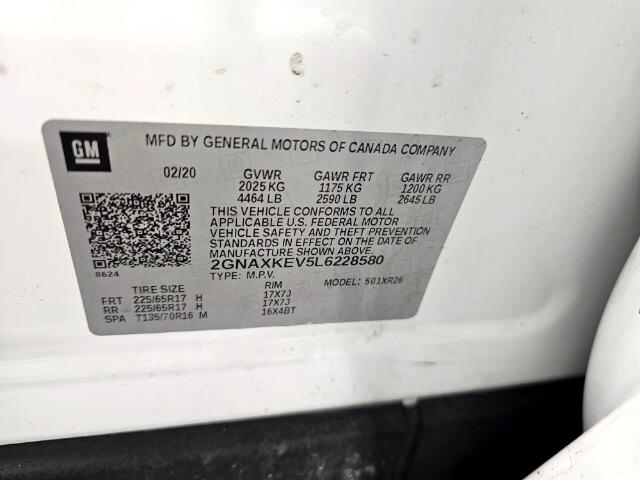 GM
MFD BY GENERAL MOTORS OF CANADA COMPANY
02/20 GVWR GAWR FRT GAWR RR
2025 KG 1175 KG 1200 KG
4464 LB 2590 LB 2645 LB
THIS VEHICLE CONFORMS TO ALL
APPLICABLE U.S. FEDERAL MOTOR
VEHICLE SAFETY AND THEFT
PREVENTION STANDARDS IN EFFECT ON THE DATE OF
MANUFACTURE SHOWN ABOVE.
2GNAXKEV5L6228580
8624 TYPE: M.P.V. MODEL: 501XR26
TIRE SIZE RIM
FRT 225/65R17 H 17X7J
RR 225/65R17 H 17X7J
SPA T135/70R16 M 16X4BT